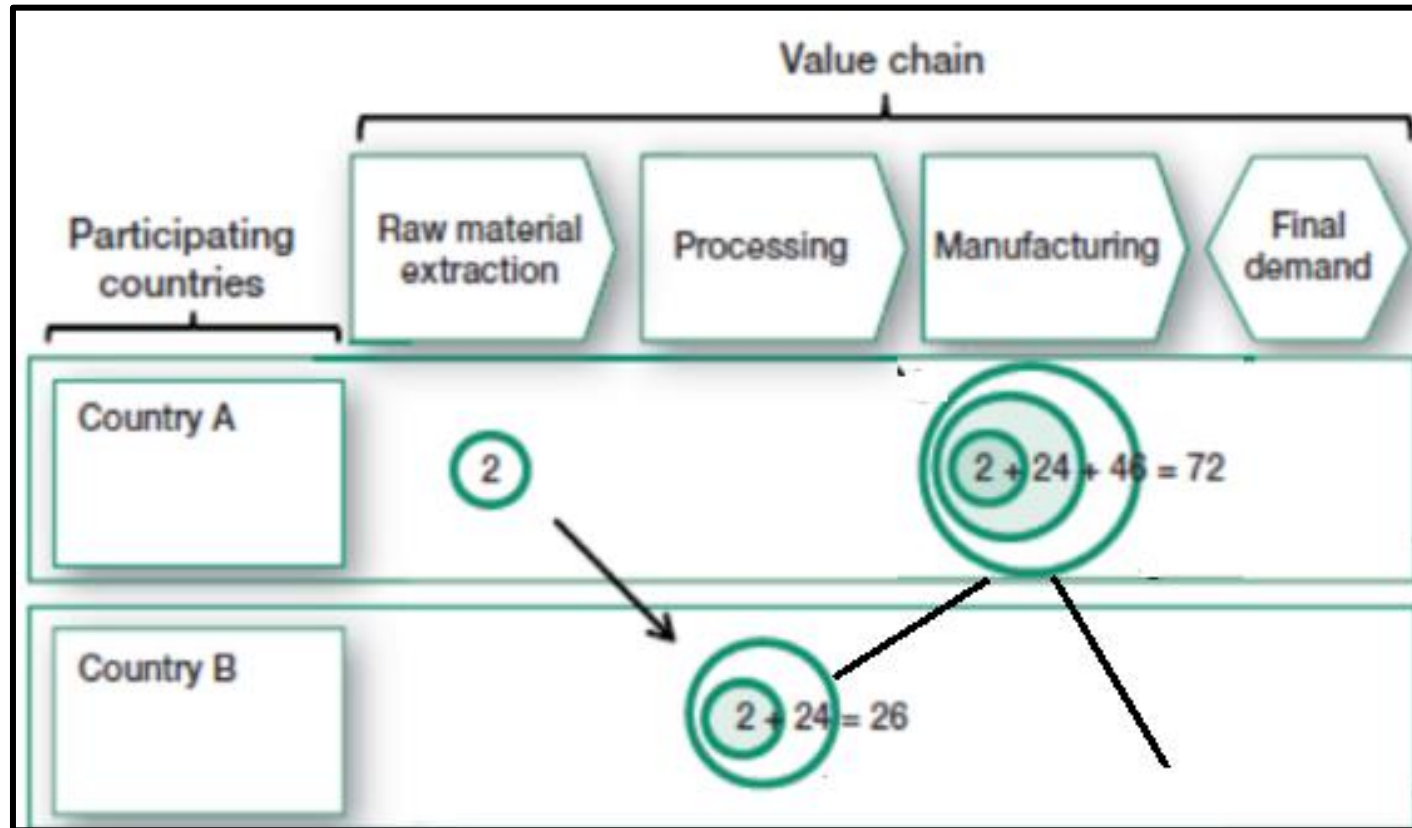 Value chain
Participating
countries
Raw material
extraction
Processing
Manufacturing
Final
demand
Country A
2
2 + 24 + 46 = 72
Country B
2 + 24 = 26